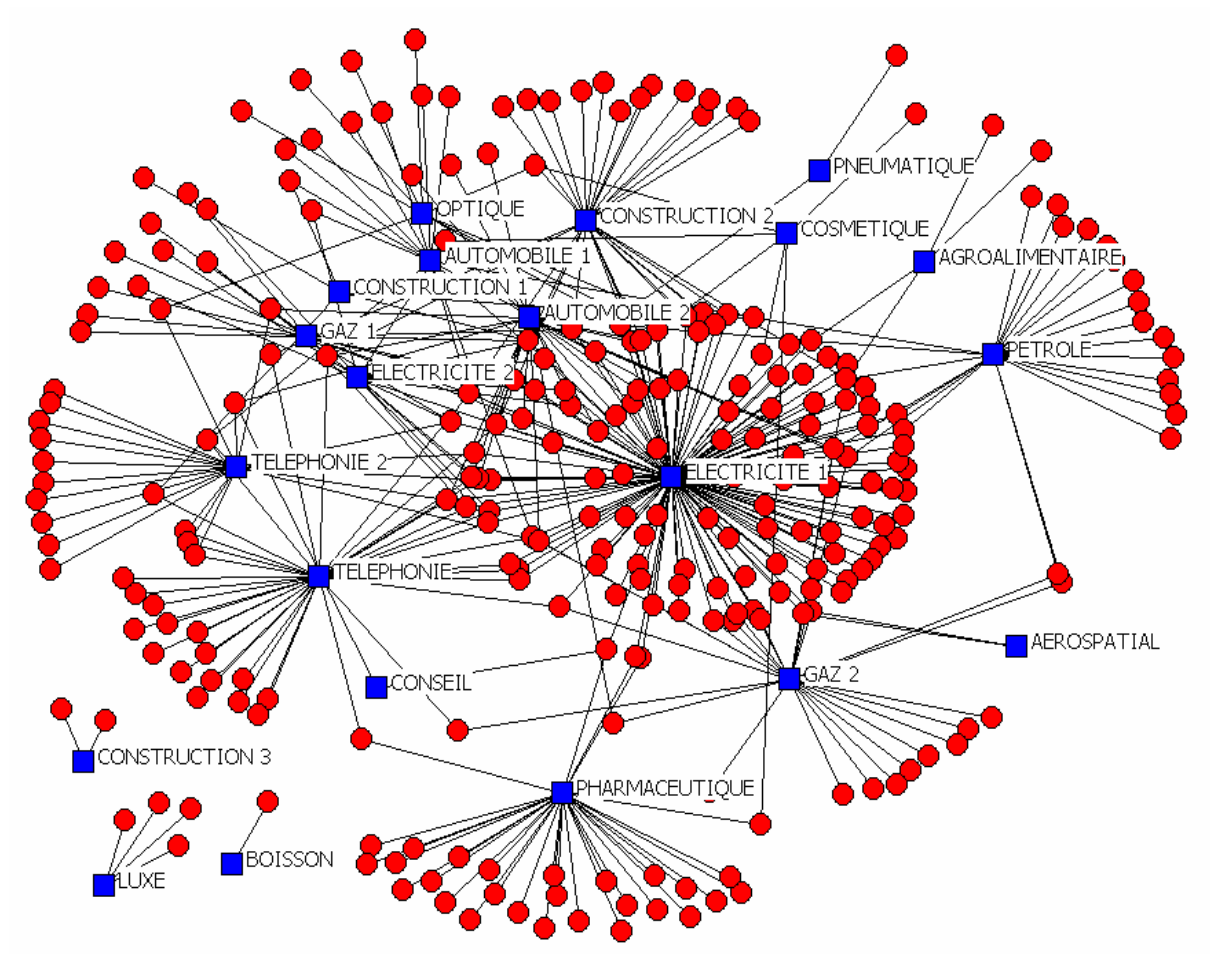 PNEUMATIQUE
OPTIQUE
CONSTRUCTION 2
COSMETIQUE
AUTOMOBILE 1
AGROALIMENTAIRE
CONSTRUCTION 1
AUTOMOBILE 2
GAZ 1
PETROLE
ELECTRICITE 2
TELEPHONIE 2
ELECTRICITE 1
TELEPHONIE
AEROSPATIAL
GAZ 2
CONSEIL
CONSTRUCTION 3
PHARMACEUTIQUE
BOISSON
LUXE